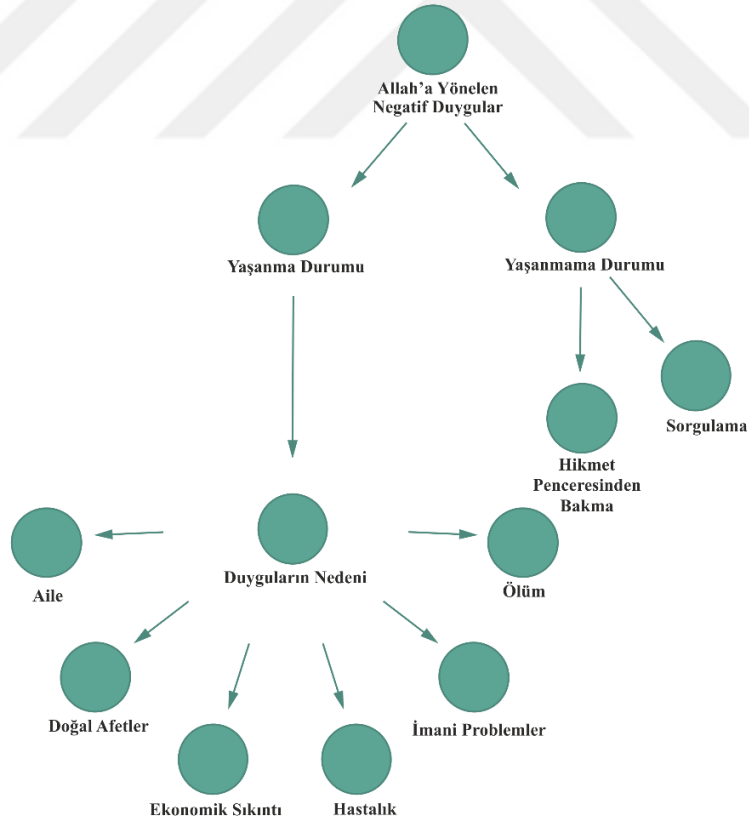 Allah’a Yönelen
Negatif Duygular
Yaşanma Durumu
Yaşanmama Durumu
Sorgulama
Hikmet
Penceresinden
Bakma
Duyguların Nedeni
Aile
Ölüm
Doğal Afetler
İmani Problemler
Ekonomik Sıkıntı
Hastalık